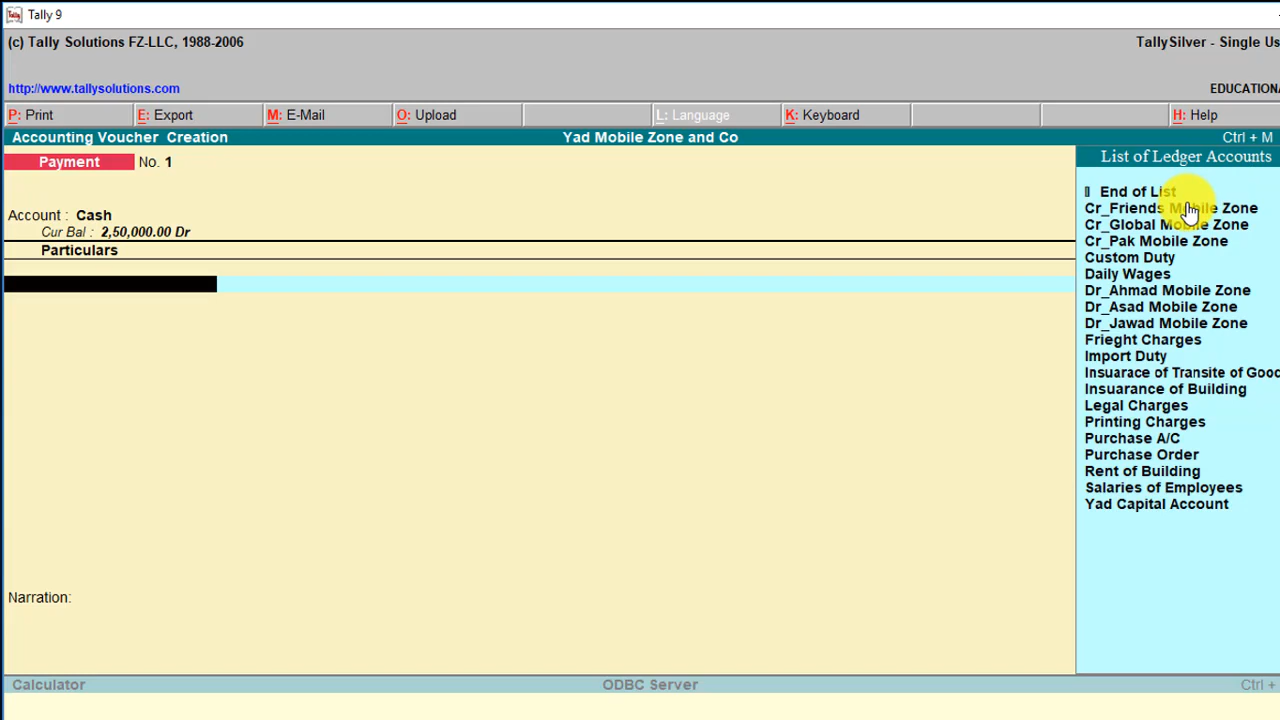 Tally 9
(c) Tally Solutions FZ-LLC, 1988-2006
TallySilver - Single Us
http://www.tallysolutions.com
EDUCATIONA
P: Print E: Export M: E-Mail O: Upload L: Language K: Keyboard H: Help
Accounting Voucher Creation Yad Mobile Zone and Co Ctrl + M
Payment No. 1
Account : Cash
Cur Bal : 2,50,000.00 Dr
Particulars
Narration:
List of Ledger Accounts
End of List
Cr_Friends Mobile Zone
Cr_Global Mobile Zone
Cr_Pak Mobile Zone
Custom Duty
Daily Wages
Dr_Ahmad Mobile Zone
Dr_Asad Mobile Zone
Dr_Jawad Mobile Zone
Frieght Charges
Import Duty
Insuarace of Transite of Good
Insuarance of Building
Legal Charges
Printing Charges
Purchase A/C
Purchase Order
Rent of Building
Salaries of Employees
Yad Capital Account
Calculator ODBC Server Ctrl +